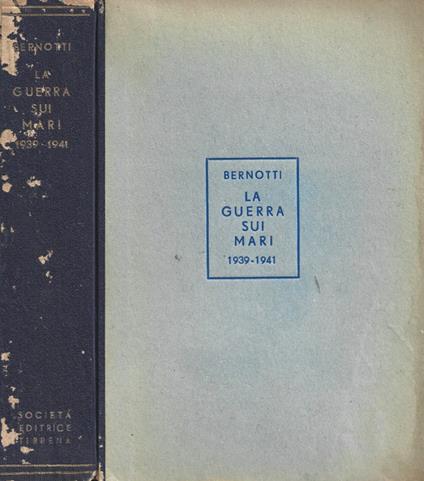 BERNOTTI
LA
GUERRA
SUI
MARI
1939-1941
SOCIETÀ
EDITRICE
TIRRENA
BERNOTTI
LA
GUERRA
SUI
MARI
1939-1941